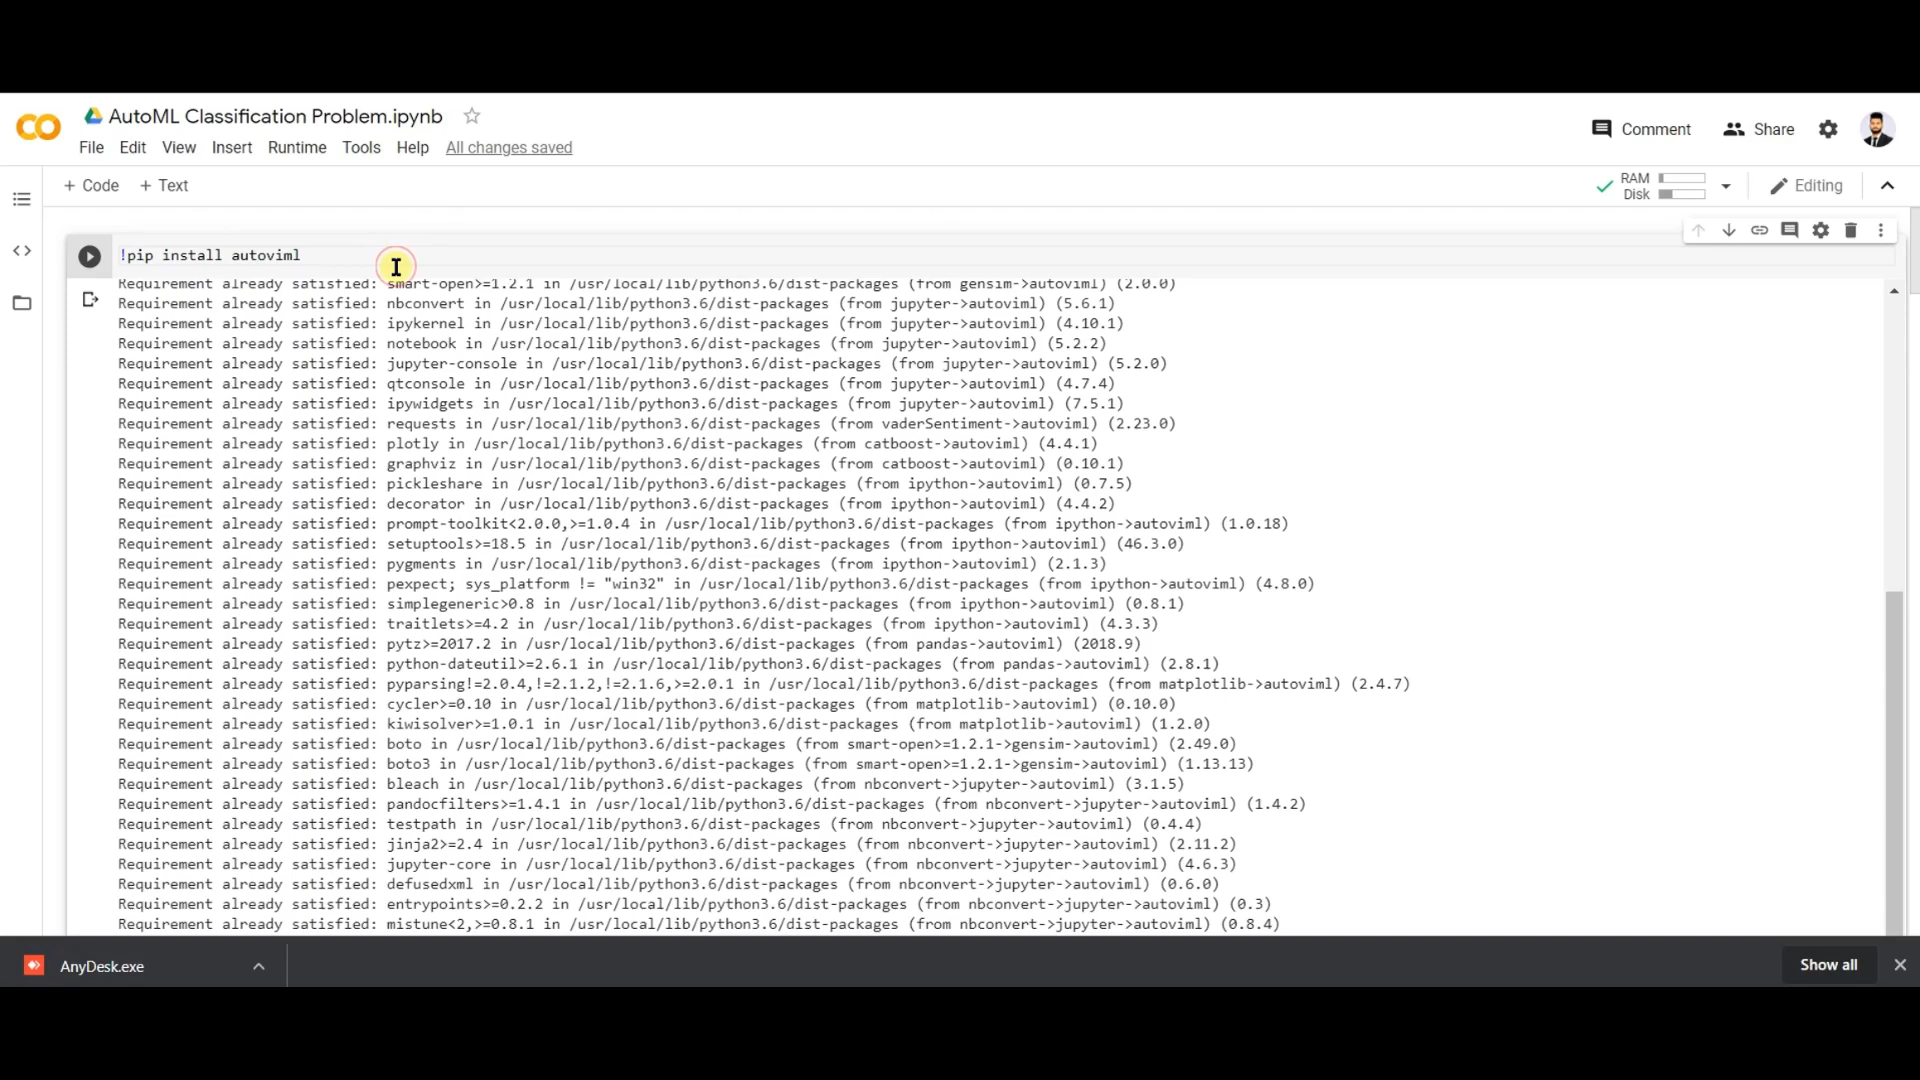 AutoML Classification Problem.ipynb
File Edit View Insert Runtime Tools Help All changes saved
Comment Share
+ Code + Text
RAM
Disk
Editing
!pip install autoviml
Requirement already satisfied: smart-open>=1.2.1 in /usr/local/lib/python3.6/dist-packages (from gensim->autoviml) (2.0.0)
Requirement already satisfied: nbconvert in /usr/local/lib/python3.6/dist-packages (from jupyter->autoviml) (5.6.1)
Requirement already satisfied: ipykernel in /usr/local/lib/python3.6/dist-packages (from jupyter->autoviml) (4.10.1)
Requirement already satisfied: notebook in /usr/local/lib/python3.6/dist-packages (from jupyter->autoviml) (5.2.2)
Requirement already satisfied: jupyter-console in /usr/local/lib/python3.6/dist-packages (from jupyter->autoviml) (5.2.0)
Requirement already satisfied: qtconsole in /usr/local/lib/python3.6/dist-packages (from jupyter->autoviml) (4.7.4)
Requirement already satisfied: ipywidgets in /usr/local/lib/python3.6/dist-packages (from jupyter->autoviml) (7.5.1)
Requirement already satisfied: requests in /usr/local/lib/python3.6/dist-packages (from vaderSentiment->autoviml) (2.23.0)
Requirement already satisfied: plotly in /usr/local/lib/python3.6/dist-packages (from catboost->autoviml) (4.4.1)
Requirement already satisfied: graphviz in /usr/local/lib/python3.6/dist-packages (from catboost->autoviml) (0.10.1)
Requirement already satisfied: pickleshare in /usr/local/lib/python3.6/dist-packages (from ipython->autoviml) (0.7.5)
Requirement already satisfied: decorator in /usr/local/lib/python3.6/dist-packages (from ipython->autoviml) (4.4.2)
Requirement already satisfied: prompt-toolkit<2.0.0,>=1.0.4 in /usr/local/lib/python3.6/dist-packages (from ipython->autoviml) (1.0.18)
Requirement already satisfied: setuptools>=18.5 in /usr/local/lib/python3.6/dist-packages (from ipython->autoviml) (46.3.0)
Requirement already satisfied: pygments in /usr/local/lib/python3.6/dist-packages (from ipython->autoviml) (2.1.3)
Requirement already satisfied: pexpect; sys_platform != "win32" in /usr/local/lib/python3.6/dist-packages (from ipython->autoviml) (4.8.0)
Requirement already satisfied: simplegeneric>0.8 in /usr/local/lib/python3.6/dist-packages (from ipython->autoviml) (0.8.1)
Requirement already satisfied: traitlets>=4.2 in /usr/local/lib/python3.6/dist-packages (from ipython->autoviml) (4.3.3)
Requirement already satisfied: pytz>=2017.2 in /usr/local/lib/python3.6/dist-packages (from pandas->autoviml) (2018.9)
Requirement already satisfied: python-dateutil>=2.6.1 in /usr/local/lib/python3.6/dist-packages (from pandas->autoviml) (2.8.1)
Requirement already satisfied: pyparsing!=2.0.4,!=2.1.2,!=2.1.6,>=2.0.1 in /usr/local/lib/python3.6/dist-packages (from matplotlib->autoviml) (2.4.7)
Requirement already satisfied: cycler>=0.10 in /usr/local/lib/python3.6/dist-packages (from matplotlib->autoviml) (0.10.0)
Requirement already satisfied: kiwisolver>=1.0.1 in /usr/local/lib/python3.6/dist-packages (from matplotlib->autoviml) (1.2.0)
Requirement already satisfied: boto in /usr/local/lib/python3.6/dist-packages (from smart-open>=1.2.1->gensim->autoviml) (2.49.0)
Requirement already satisfied: boto3 in /usr/local/lib/python3.6/dist-packages (from smart-open>=1.2.1->gensim->autoviml) (1.13.13)
Requirement already satisfied: bleach in /usr/local/lib/python3.6/dist-packages (from nbconvert->jupyter->autoviml) (3.1.5)
Requirement already satisfied: pandocfilters>=1.4.1 in /usr/local/lib/python3.6/dist-packages (from nbconvert->jupyter->autoviml) (1.4.2)
Requirement already satisfied: testpath in /usr/local/lib/python3.6/dist-packages (from nbconvert->jupyter->autoviml) (0.4.4)
Requirement already satisfied: jinja2>=2.4 in /usr/local/lib/python3.6/dist-packages (from nbconvert->jupyter->autoviml) (2.11.2)
Requirement already satisfied: jupyter-core in /usr/local/lib/python3.6/dist-packages (from nbconvert->jupyter->autoviml) (4.6.3)
Requirement already satisfied: defusedxml in /usr/local/lib/python3.6/dist-packages (from nbconvert->jupyter->autoviml) (0.6.0)
Requirement already satisfied: entrypoints>=0.2.2 in /usr/local/lib/python3.6/dist-packages (from nbconvert->jupyter->autoviml) (0.3)
Requirement already satisfied: mistune<2,>=0.8.1 in /usr/local/lib/python3.6/dist-packages (from nbconvert->jupyter->autoviml) (0.8.4)
AnyDesk.exe
Show all